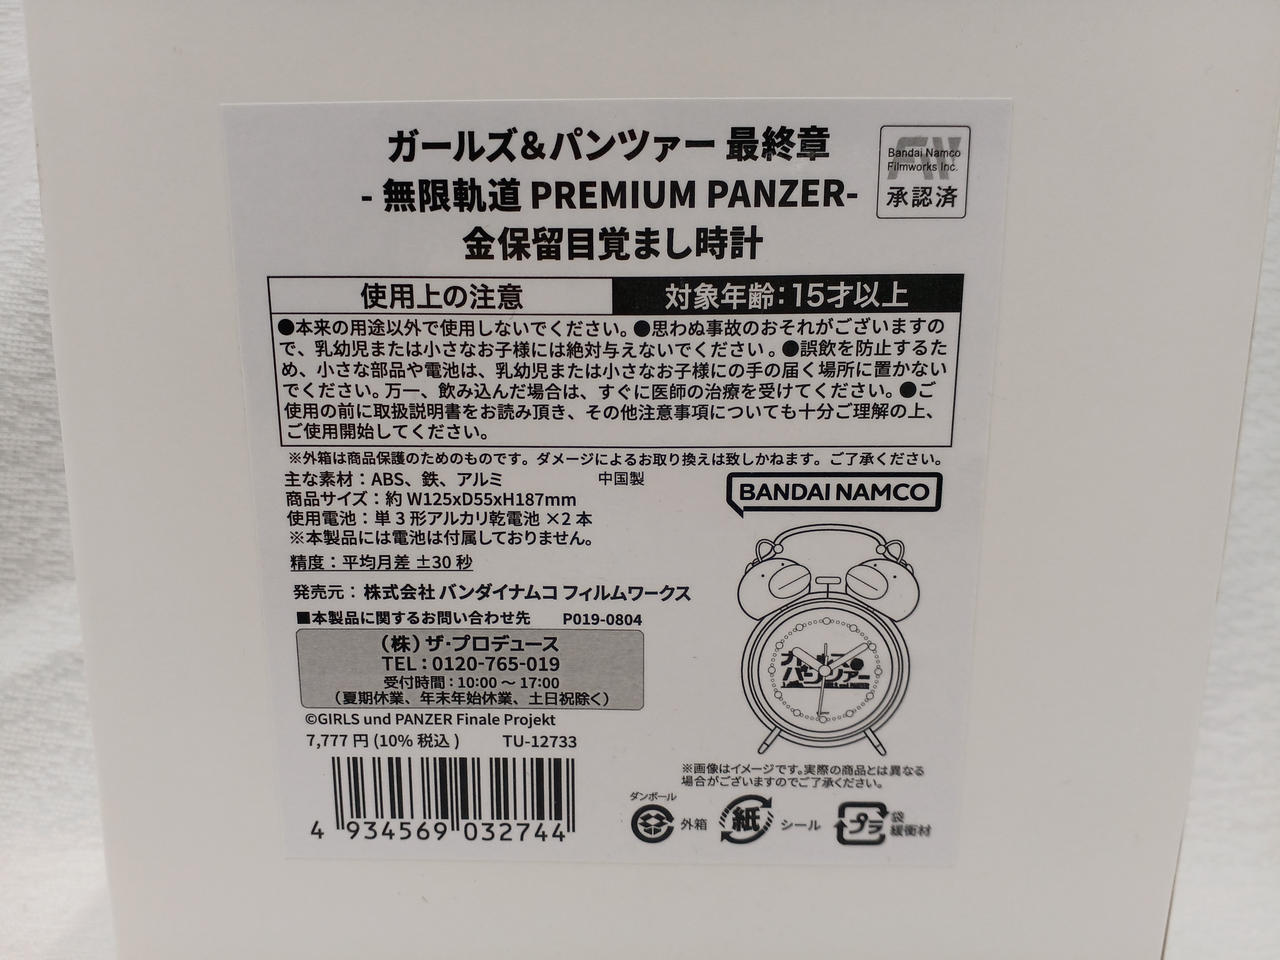 ガールズ&パンツァー 最終章
- 無限軌道 PREMIUM PANZER-
金保留目覚まし時計
FW
Bandai Namco
Filmworks Inc.
承認済
使用上の注意
対象年齢:15才以上
●本来の用途以外で使用しないでください。●思わぬ事故のおそれがございますの
で、乳幼児または小さなお子様には絶対与えないでください。●誤飲を防止するた
め、小さな部品や電池は、乳幼児または小さなお子様にの手の届く場所に置かない
でください。万一、飲み込んだ場合は、すぐに医師の治療を受けてください。●ご
使用の前に取扱説明書をお読み頂き、その他注意事項についても十分ご理解の上、
ご使用開始してください。
※外箱は商品保護のためのものです。ダメージによるお取り換えは致しかねます。ご了承ください。
主な素材:ABS、鉄、アルミ 中国製
商品サイズ:約 W125xD55xH187mm
使用電池:単3形アルカリ乾電池 ×2本
※本製品には電池は付属しておりません。
精度:平均月差 ±30秒
発売元:株式会社 バンダイナムコ フィルムワークス
■本製品に関するお問い合わせ先 P019-0804
(株)ザ・プロデュース
TEL:0120-765-019
受付時間:10:00～17:00
(夏期休業、年末年始休業、土日祝除く)
©GIRLS und PANZER Finale Projekt
7,777円(10%税込) TU-12733
4 934569 032744
BANDAI NAMCO
ガールズ&
パンツァー
※画像はイメージです。実際の商品とは異なる
場合がございますのでご了承ください。
ダンボール
外箱
紙
シール
プラ
袋
緩衝材